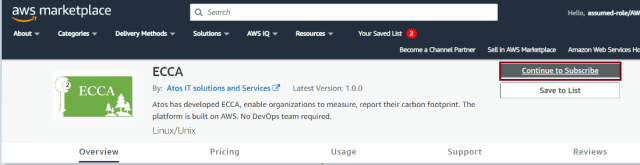 aws marketplace
Search
Hello, assumed-role/AW
About
Categories
Delivery Methods
Solutions
AWS IQ
Resources
Your Saved List 2
Become a Channel Partner
Sell in AWS Marketplace
Amazon Web Services Ho
2
ECCA
ECCA
By: Atos IT solutions and Services
Latest Version: 1.0.0
Atos has developed ECCA, enable organizations to measure, report their carbon footprint. The
platform is built on AWS. No DevOps team required.
Linux/Unix
Continue to Subscribe
Save to List
Overview
Pricing
Usage
Support
Reviews